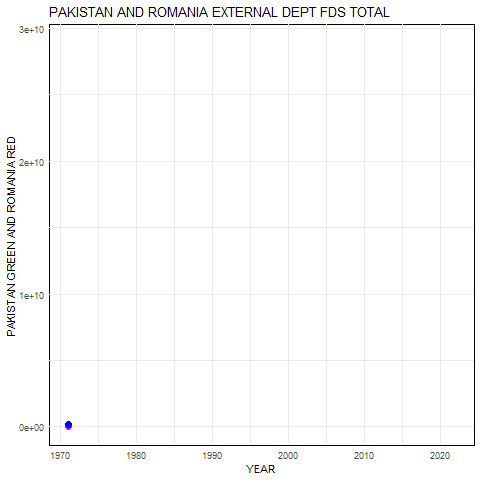 PAKISTAN AND ROMANIA EXTERNAL DEPT FDS TOTAL
3e+10
2e+10
1e+10
0e+00
PAKISTAN GREEN AND ROMANIA RED
1970 1980 1990 2000 2010 2020
YEAR